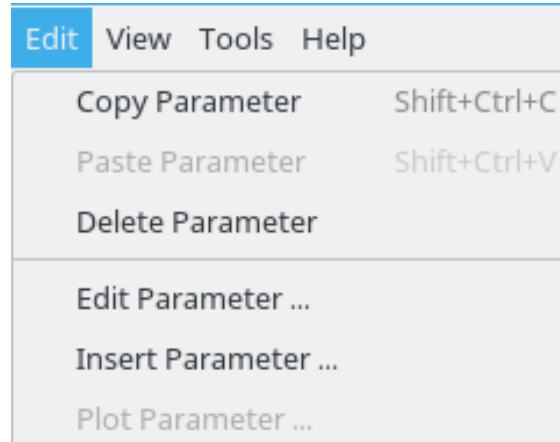 Edit View Tools Help
Copy Parameter Shift+Ctrl+C
Paste Parameter Shift+Ctrl+V
Delete Parameter
Edit Parameter ...
Insert Parameter ...
Plot Parameter ...